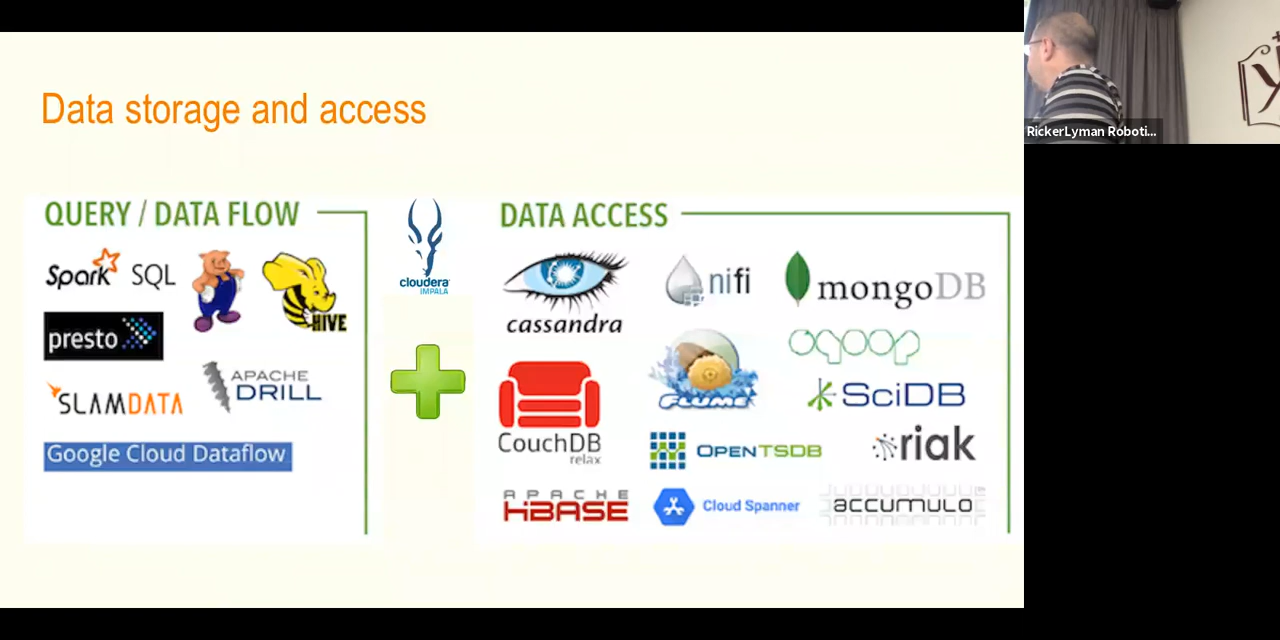 Data storage and access
QUERY / DATA FLOW
Spark SQL
HIVE
presto
APACHE
DRILL
SLAMDATA
Google Cloud Dataflow
cloudera
IMPALA
DATA ACCESS
cassandra
nifi
mongoDB
sqoop
FLUME
SciDB
CouchDB
relax
OPENTSDB
riak
APACHE
HBASE
Cloud Spanner
accumulo
RickerLyman Roboti...